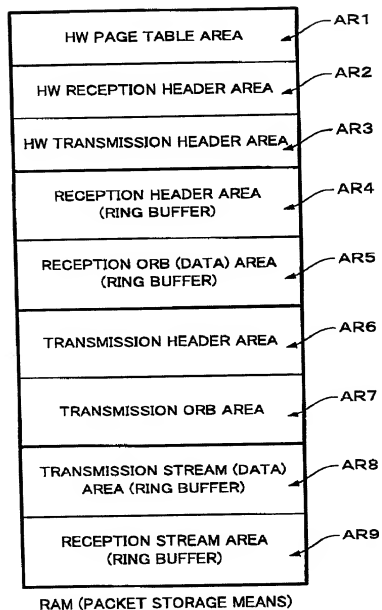 HW PAGE TABLE AREA
AR1
HW RECEPTION HEADER AREA
AR2
HW TRANSMISSION HEADER AREA
AR3
RECEPTION HEADER AREA
(RING BUFFER)
AR4
RECEPTION ORB (DATA) AREA
(RING BUFFER)
AR5
TRANSMISSION HEADER AREA
AR6
TRANSMISSION ORB AREA
AR7
TRANSMISSION STREAM (DATA)
AREA (RING BUFFER)
AR8
RECEPTION STREAM AREA
(RING BUFFER)
AR9
RAM (PACKET STORAGE MEANS)